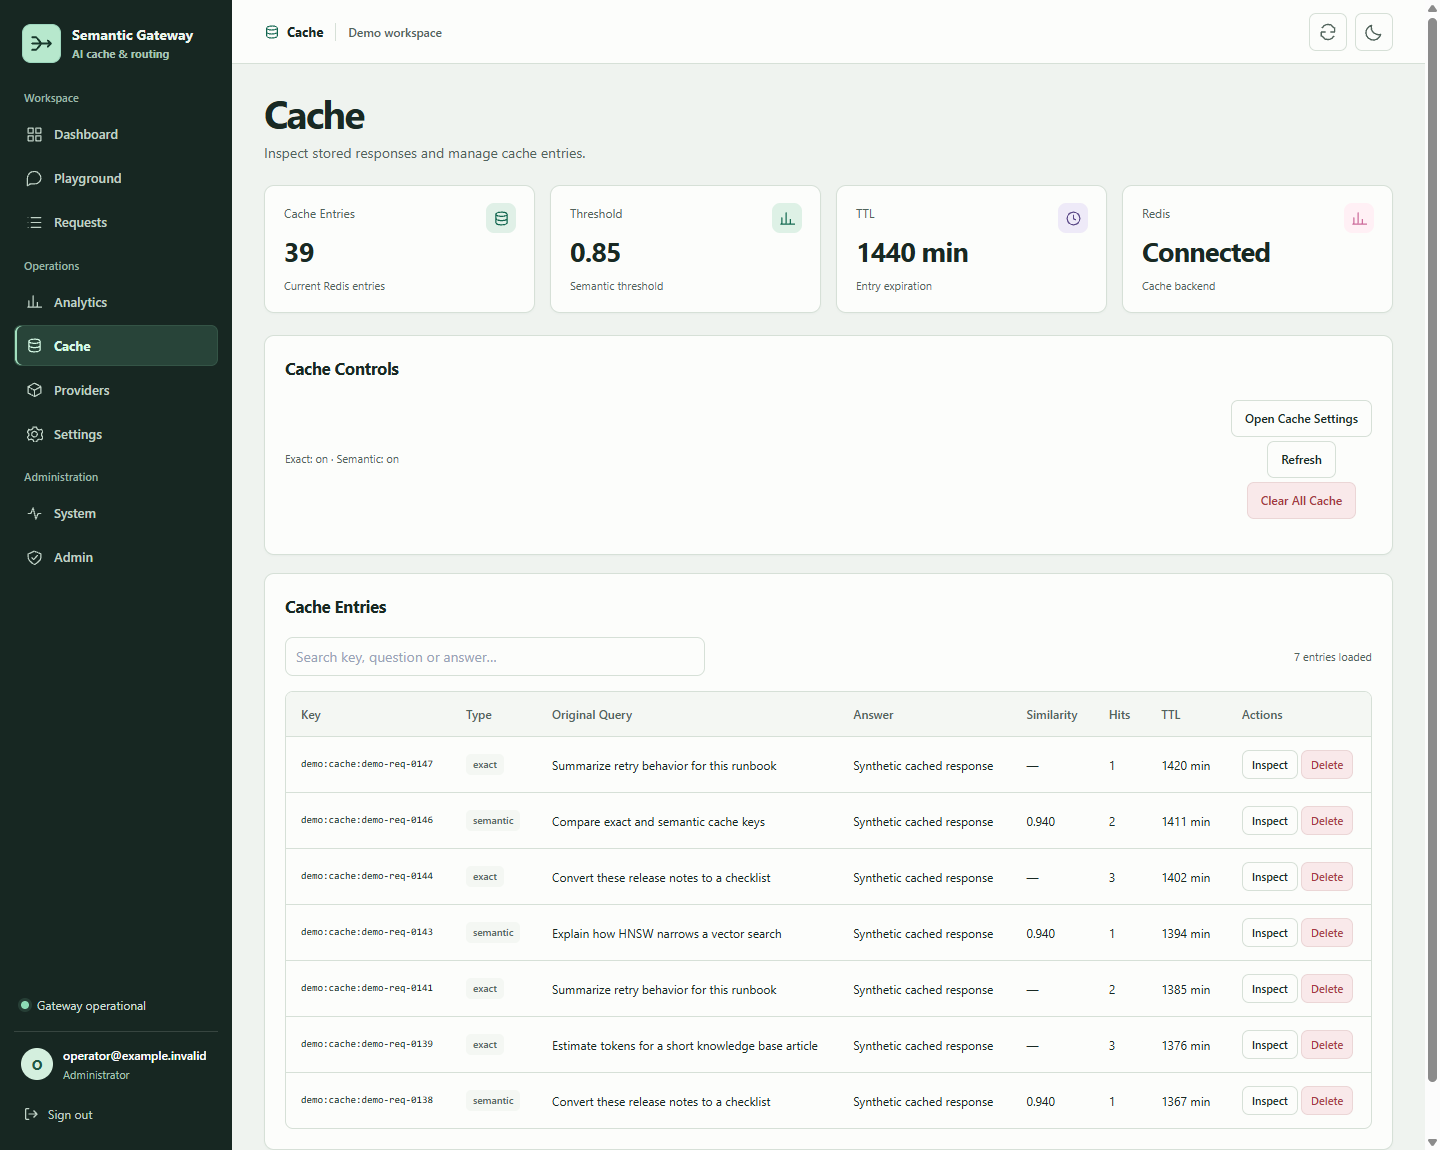 Semantic Gateway
AI cache & routing
Workspace
Dashboard
Playground
Requests
Operations
Analytics
Cache
Providers
Settings
Administration
System
Admin
Gateway operational
O
operator@example.invalid
Administrator
Sign out
Cache Demo workspace
Cache
Inspect stored responses and manage cache entries.
Cache Entries
39
Current Redis entries
Threshold
0.85
Semantic threshold
TTL
1440 min
Entry expiration
Redis
Connected
Cache backend
Cache Controls
Exact: on · Semantic: on
Open Cache Settings
Refresh
Clear All Cache
Cache Entries
Search key, question or answer...
7 entries loaded
Key Type Original Query Answer Similarity Hits TTL Actions
demo:cache:demo-req-0147 exact Summarize retry behavior for this runbook Synthetic cached response — 1 1420 min Inspect Delete
demo:cache:demo-req-0146 semantic Compare exact and semantic cache keys Synthetic cached response 0.940 2 1411 min Inspect Delete
demo:cache:demo-req-0144 exact Convert these release notes to a checklist Synthetic cached response — 3 1402 min Inspect Delete
demo:cache:demo-req-0143 semantic Explain how HNSW narrows a vector search Synthetic cached response 0.940 1 1394 min Inspect Delete
demo:cache:demo-req-0141 exact Summarize retry behavior for this runbook Synthetic cached response — 2 1385 min Inspect Delete
demo:cache:demo-req-0139 exact Estimate tokens for a short knowledge base article Synthetic cached response — 3 1376 min Inspect Delete
demo:cache:demo-req-0138 semantic Convert these release notes to a checklist Synthetic cached response 0.940 1 1367 min Inspect Delete